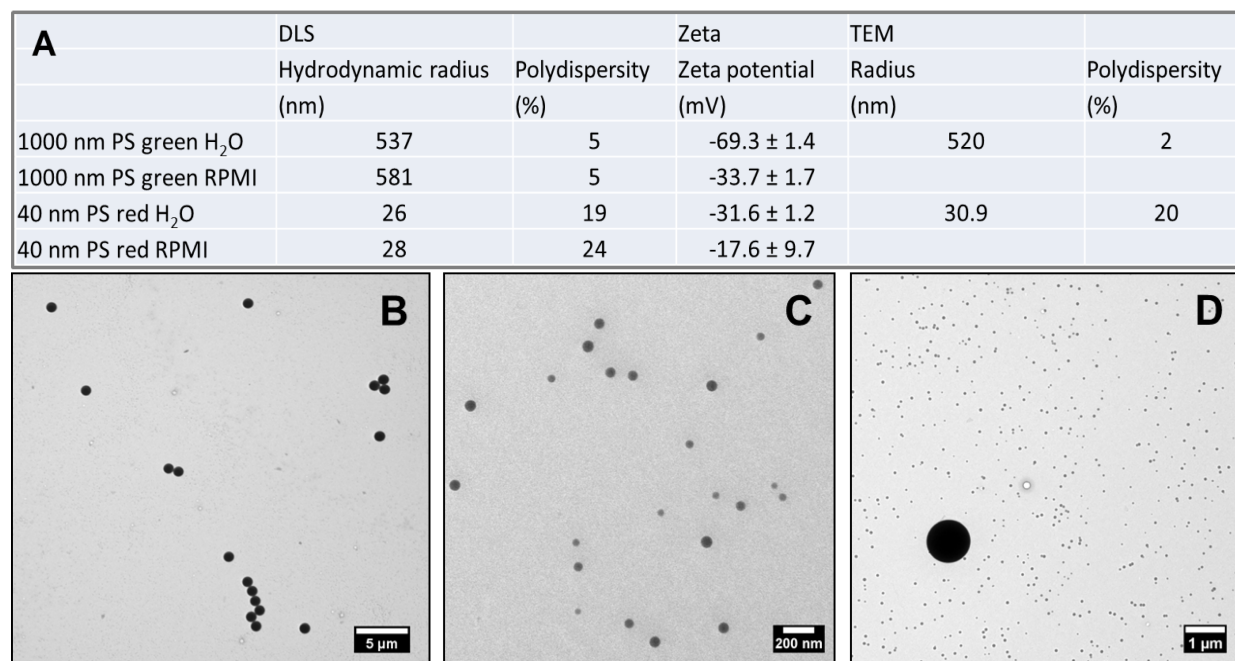 A
DLS Zeta TEM
Hydrodynamic radius Polydispersity Zeta potential Radius Polydispersity
(nm) (%) (mV) (nm) (%)
1000 nm PS green H₂O 537 5 -69.3 ± 1.4 520 2
1000 nm PS green RPMI 581 5 -33.7 ± 1.7
40 nm PS red H₂O 26 19 -31.6 ± 1.2 30.9 20
40 nm PS red RPMI 28 24 -17.6 ± 9.7
B
C
D
5 µm
200 nm
1 µm